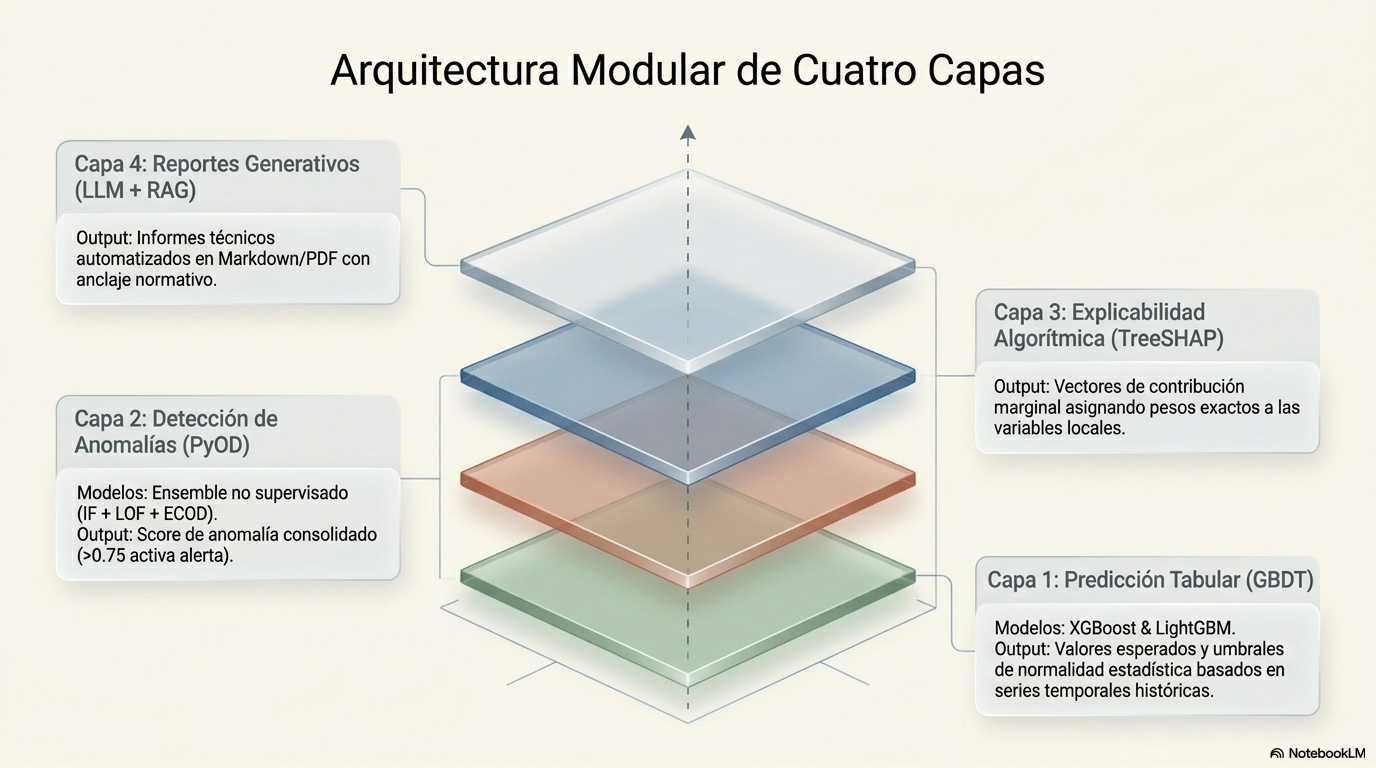 Arquitectura Modular de Cuatro Capas
Capa 4: Reportes Generativos
(LLM + RAG)
Output: Informes técnicos
automatizados en Markdown/PDF con
anclaje normativo.
Capa 3: Explicabilidad
Algorítmica (TreeSHAP)
Output: Vectores de contribución
marginal asignando pesos exactos a las
variables locales.
Capa 2: Detección de
Anomalías (PyOD)
Modelos: Ensemble no supervisado
(IF + LOF + ECOD).
Output: Score de anomalía consolidado
(>0.75 activa alerta).
Capa 1: Predicción Tabular (GBDT)
Modelos: XGBoost & LightGBM.
Output: Valores esperados y umbrales
de normalidad estadística basados en
series temporales históricas.
NotebookLM